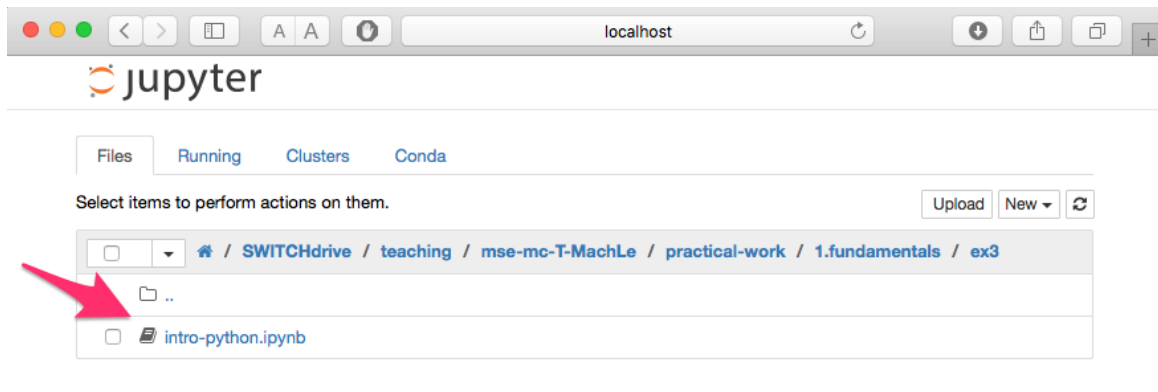 A A localhost
jupyter
Files Running Clusters Conda
Select items to perform actions on them. Upload New
/ SWITCHdrive / teaching / mse-mc-T-MachLe / practical-work / 1.fundamentals / ex3
..
intro-python.ipynb